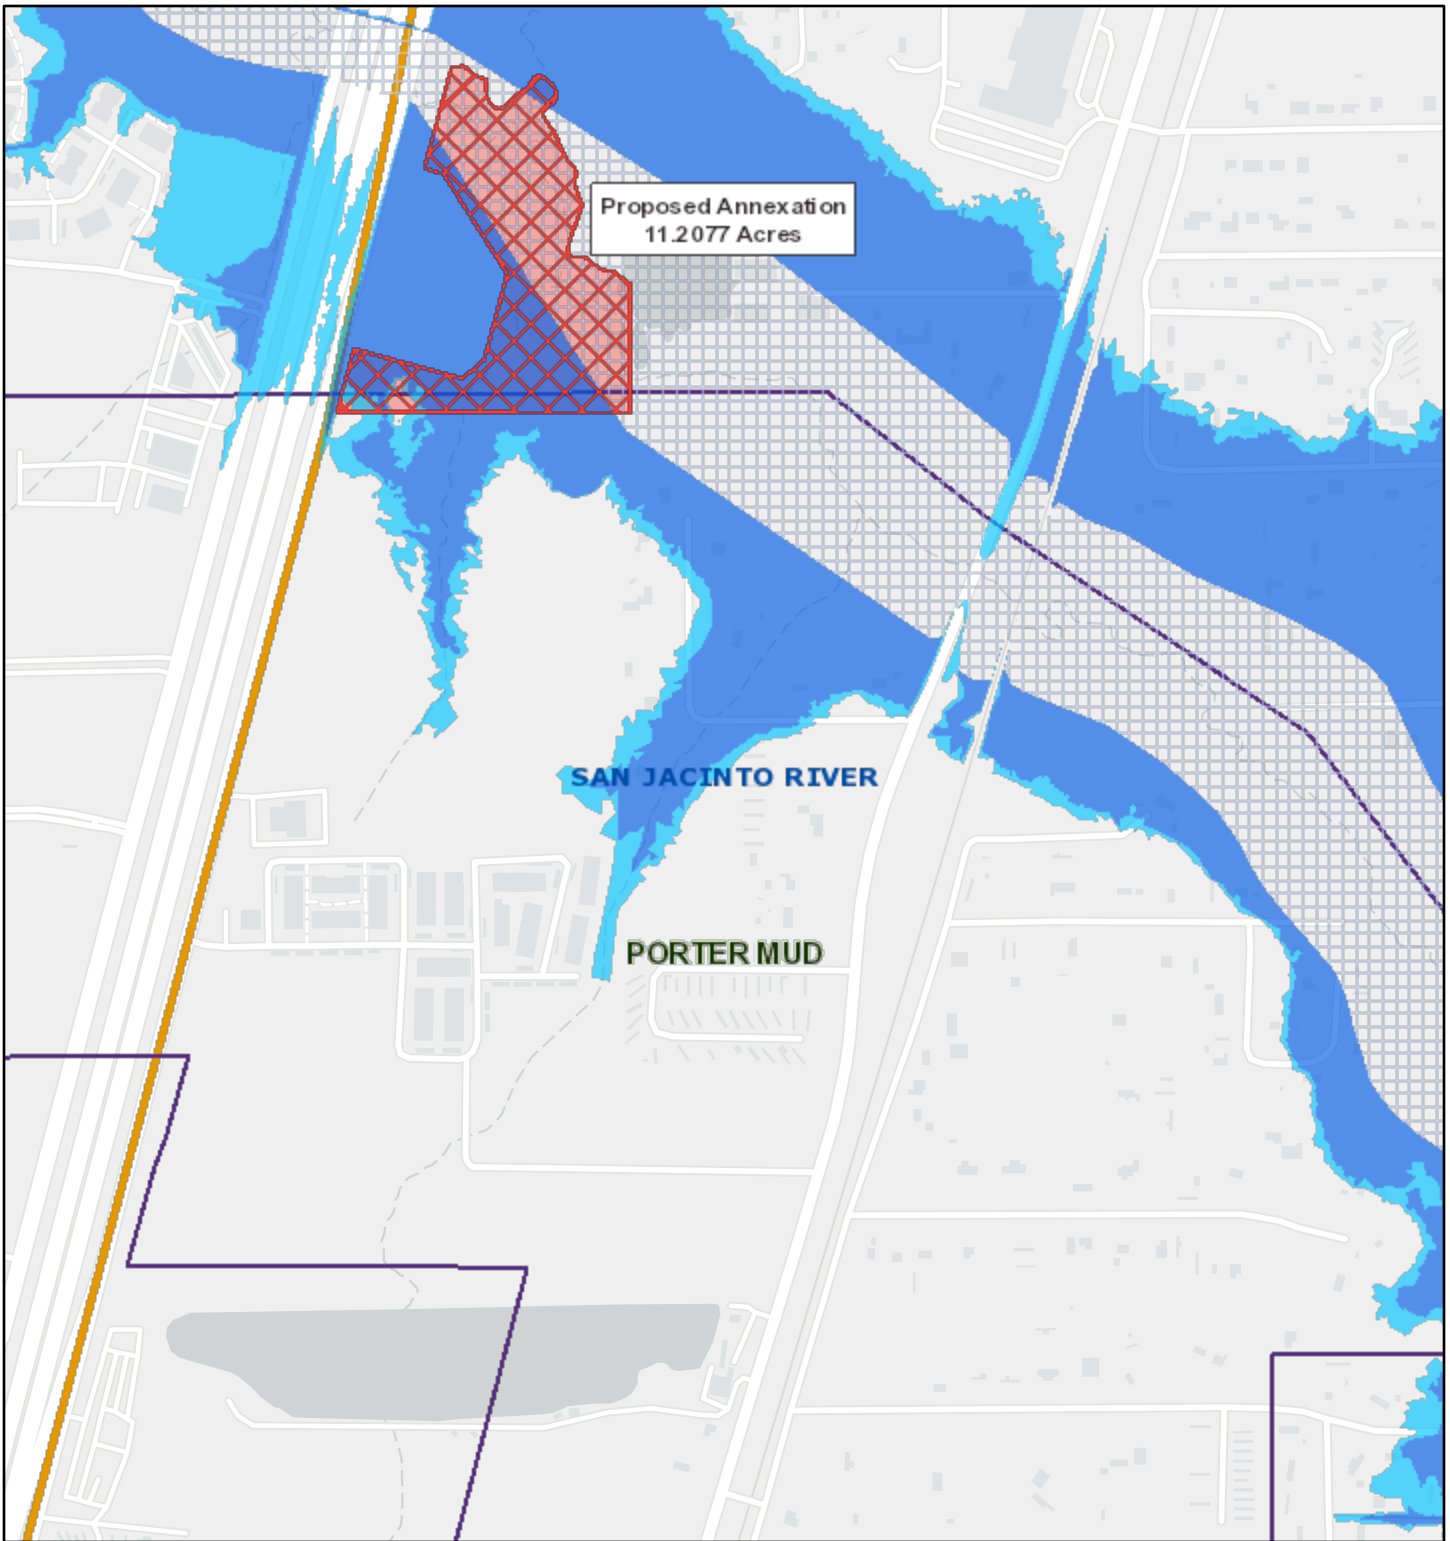 Proposed Annexation
11.2077 Acres
SAN JACINTO RIVER
PORTER MUD